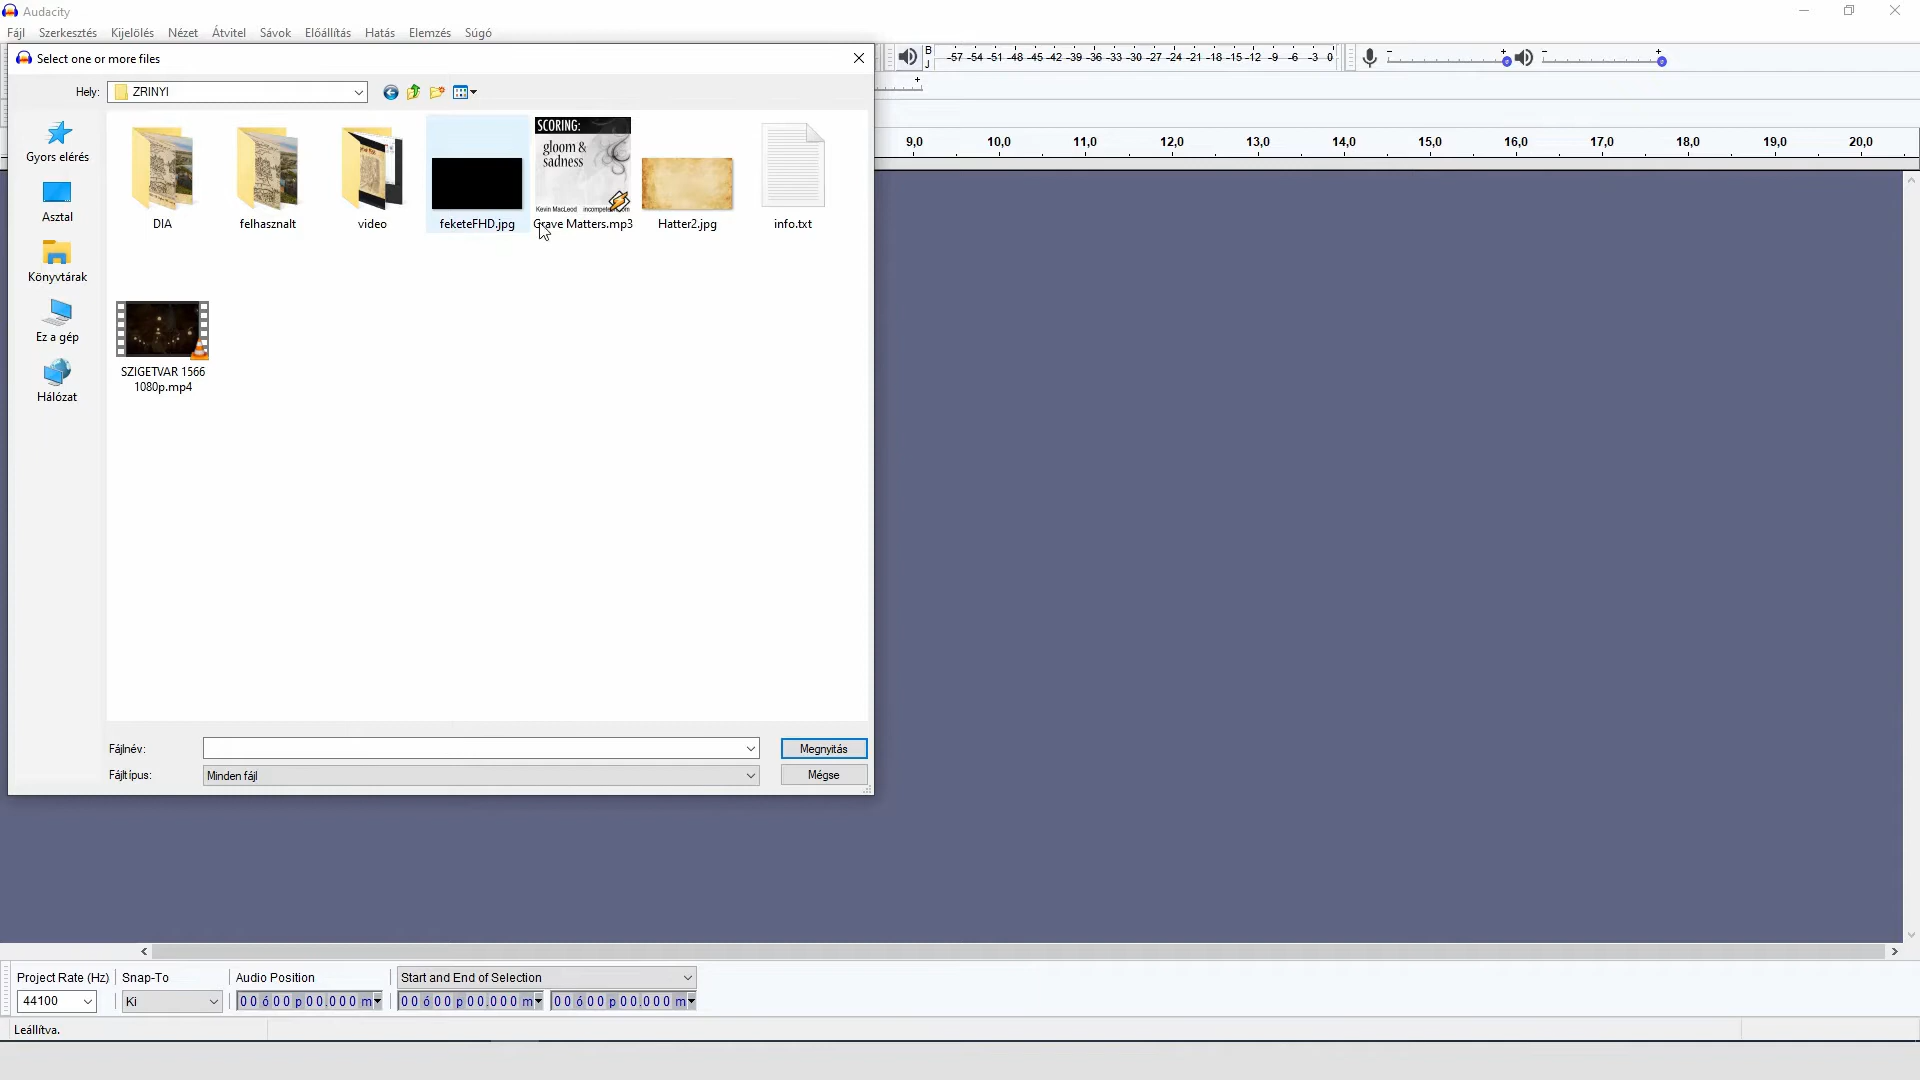 Audacity
Fájl Szerkesztés Kijelölés Nézet Átvitel Sávok Előállítás Hatás Elemzés Súgó
Select one or more files
B
J
-57 -54 -51 -48 -45 -42 -39 -36 -33 -30 -27 -24 -21 -18 -15 -12 -9 -6 -3 0
Hely: ZRINYI
9,0 10,0 11,0 12,0 13,0 14,0 15,0 16,0 17,0 18,0 19,0 20,0
SCORING:
gloom &
sadness
Kevin MacLeod
Gyors elérés
Asztal
Könyvtárak
Ez a gép
Hálózat
DIA felhasznalt video feketeFHD.jpg Grave Matters.mp3 Hatter2.jpg info.txt
SZIGETVAR 1566
1080p.mp4
Fájlnév: Megnyitás
Fájltípus: Minden fájl Mégse
Project Rate (Hz) Snap-To Audio Position Start and End of Selection
44100 Ki 00 ó 00 p 00.000 m 00 ó 00 p 00.000 m 00 ó 00 p 00.000 m
Leállítva.